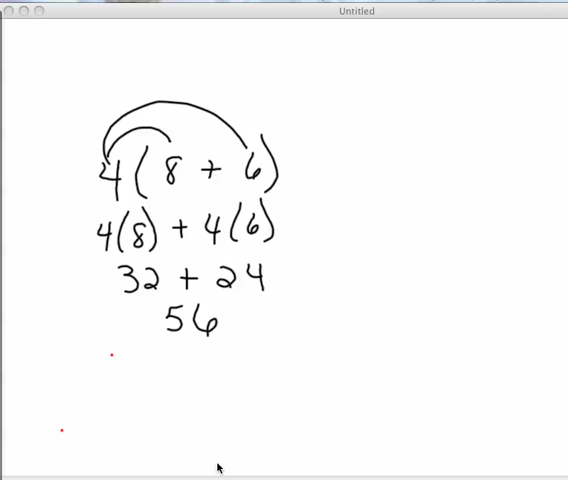 Untitled
4(8 + 6)
4(8) + 4(6)
32 + 24
56